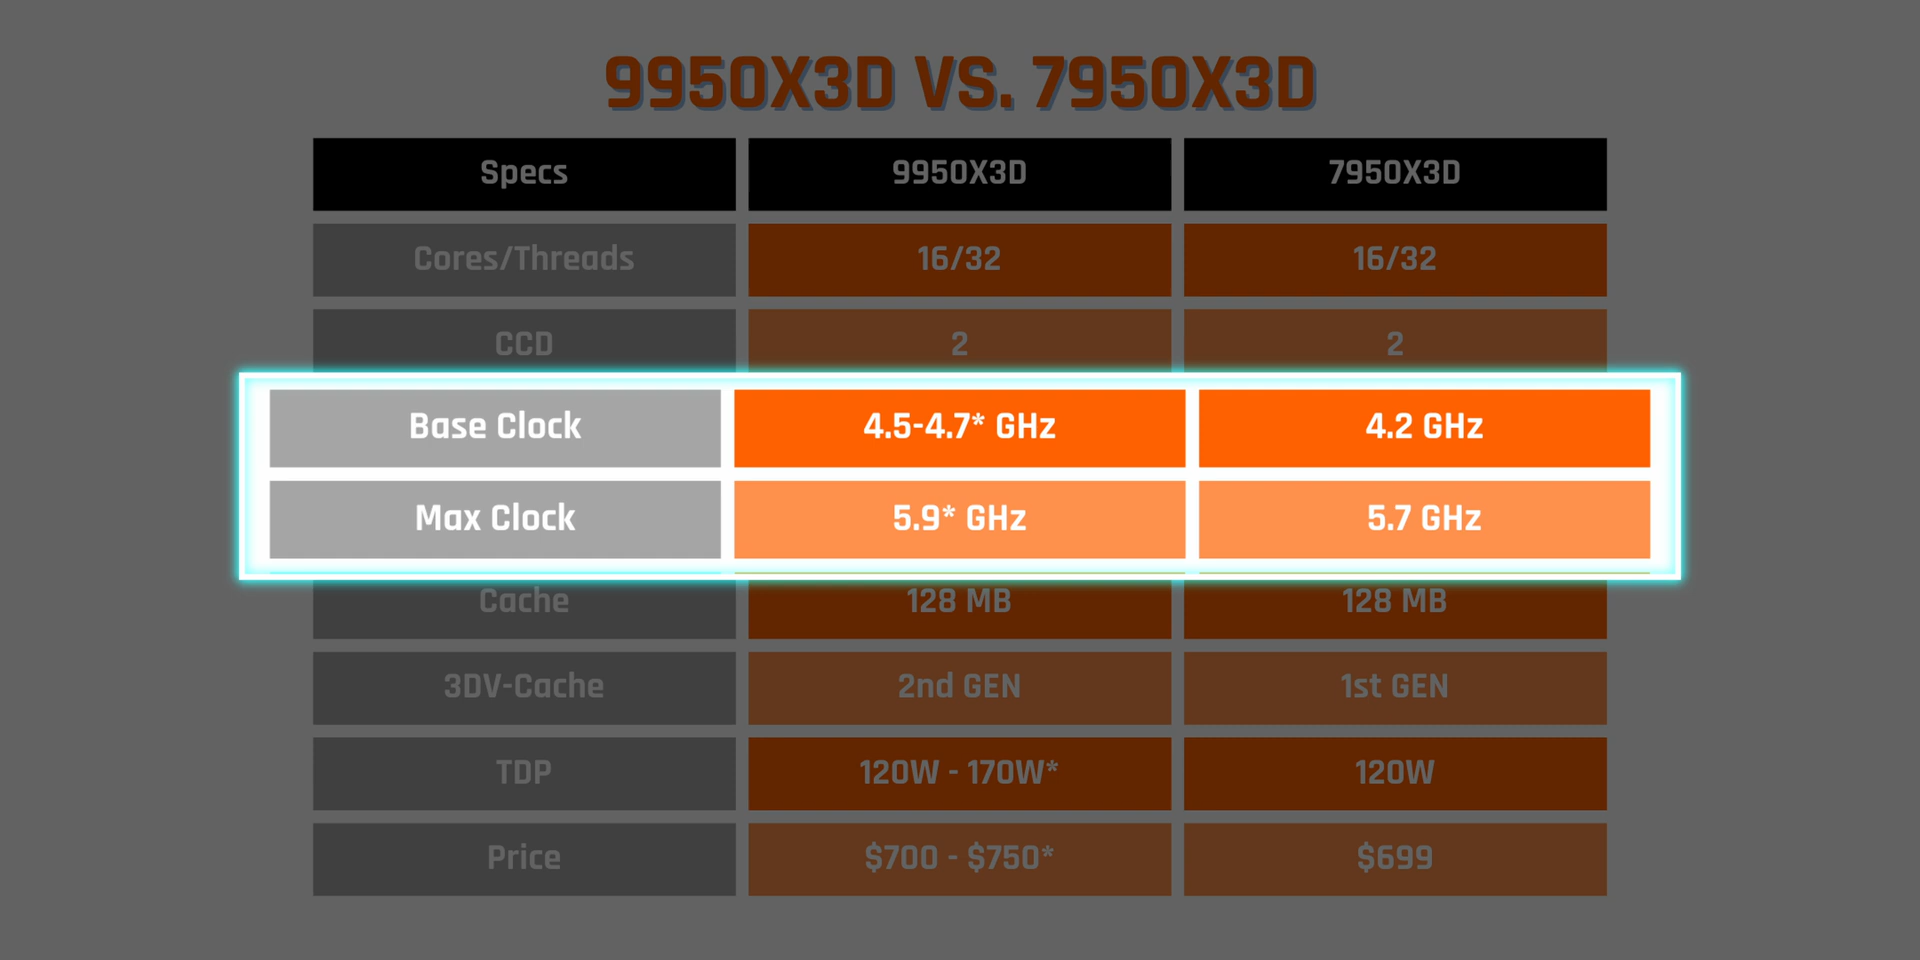 9950X3D VS. 7950X3D
Specs 9950X3D 7950X3D
Cores/Threads 16/32 16/32
CCD 2 2
Base Clock 4.5-4.7* GHz 4.2 GHz
Max Clock 5.9* GHz 5.7 GHz
Cache 128 MB 128 MB
3DV-Cache 2nd GEN 1st GEN
TDP 120W - 170W* 120W
Price $700 - $750* $699